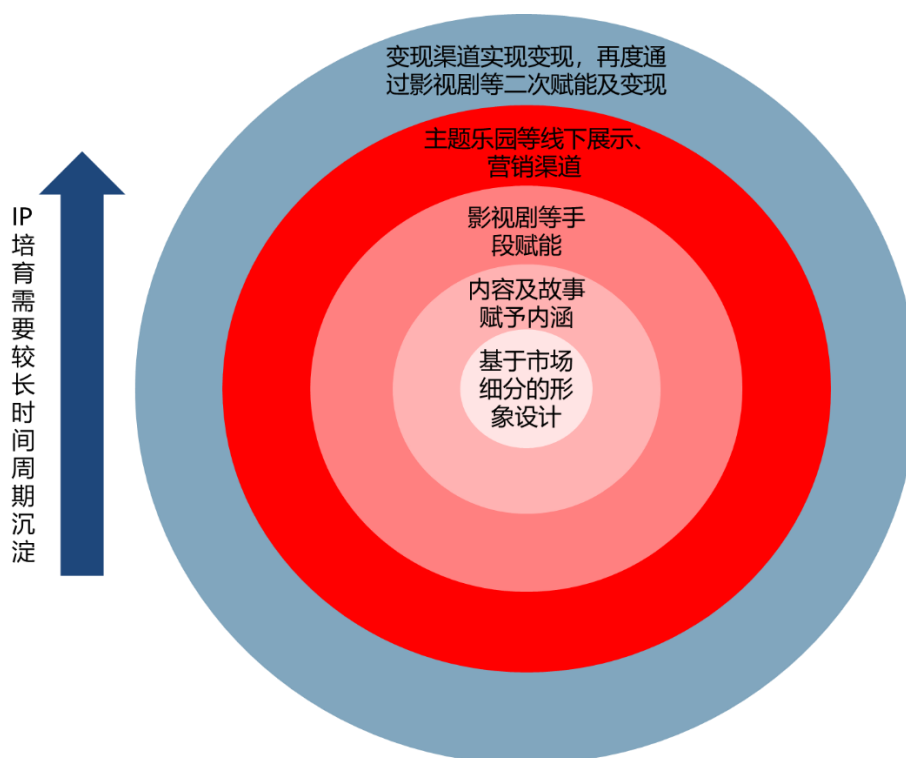 变现渠道实现变现，再度通
过影视剧等二次赋能及变现
主题乐园等线下展示、
营销渠道
影视剧等手
段赋能
内容及故事
赋予内涵
基于市场
细分的形
象设计
IP
培
育
需
要
较
长
时
间
周
期
沉
淀